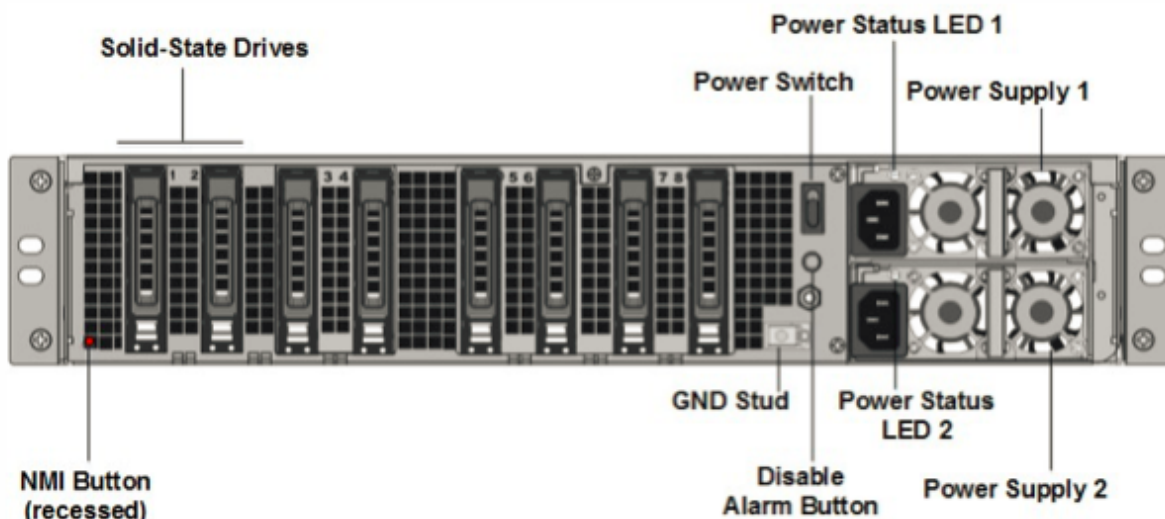 Power Status LED 1
Solid-State Drives
Power Switch
Power Supply 1
1 2
3 4
5 6
7 8
GND Stud
Power Status
LED 2
NMI Button
(recessed)
Disable
Alarm Button
Power Supply 2